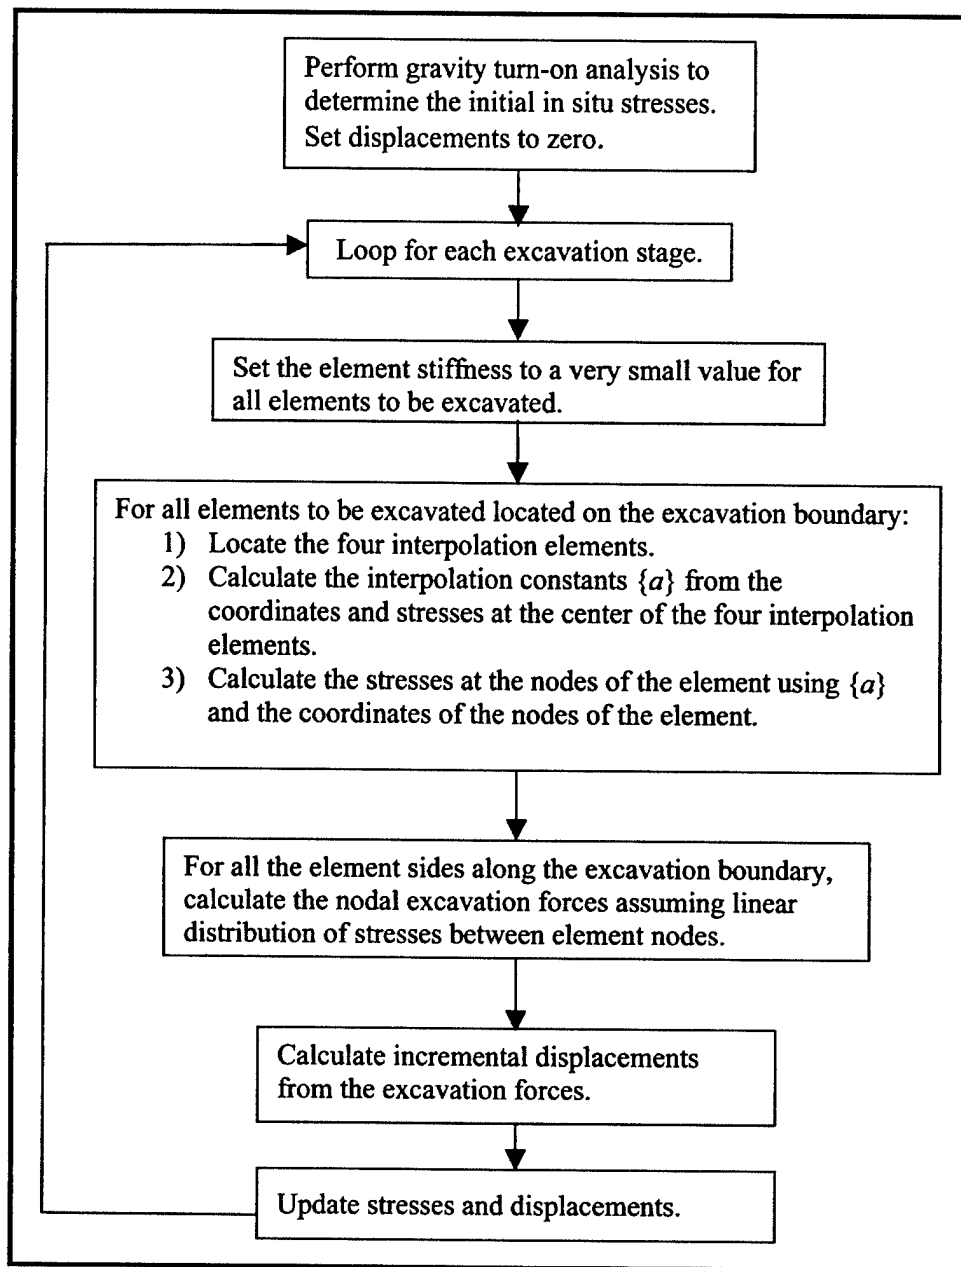 Perform gravity turn-on analysis to
determine the initial in situ stresses.
Set displacements to zero.
Loop for each excavation stage.
Set the element stiffness to a very small value for
all elements to be excavated.
For all elements to be excavated located on the excavation boundary:
1) Locate the four interpolation elements.
2) Calculate the interpolation constants {a} from the
coordinates and stresses at the center of the four interpolation
elements.
3) Calculate the stresses at the nodes of the element using {a}
and the coordinates of the nodes of the element.
For all the element sides along the excavation boundary,
calculate the nodal excavation forces assuming linear
distribution of stresses between element nodes.
Calculate incremental displacements
from the excavation forces.
Update stresses and displacements.